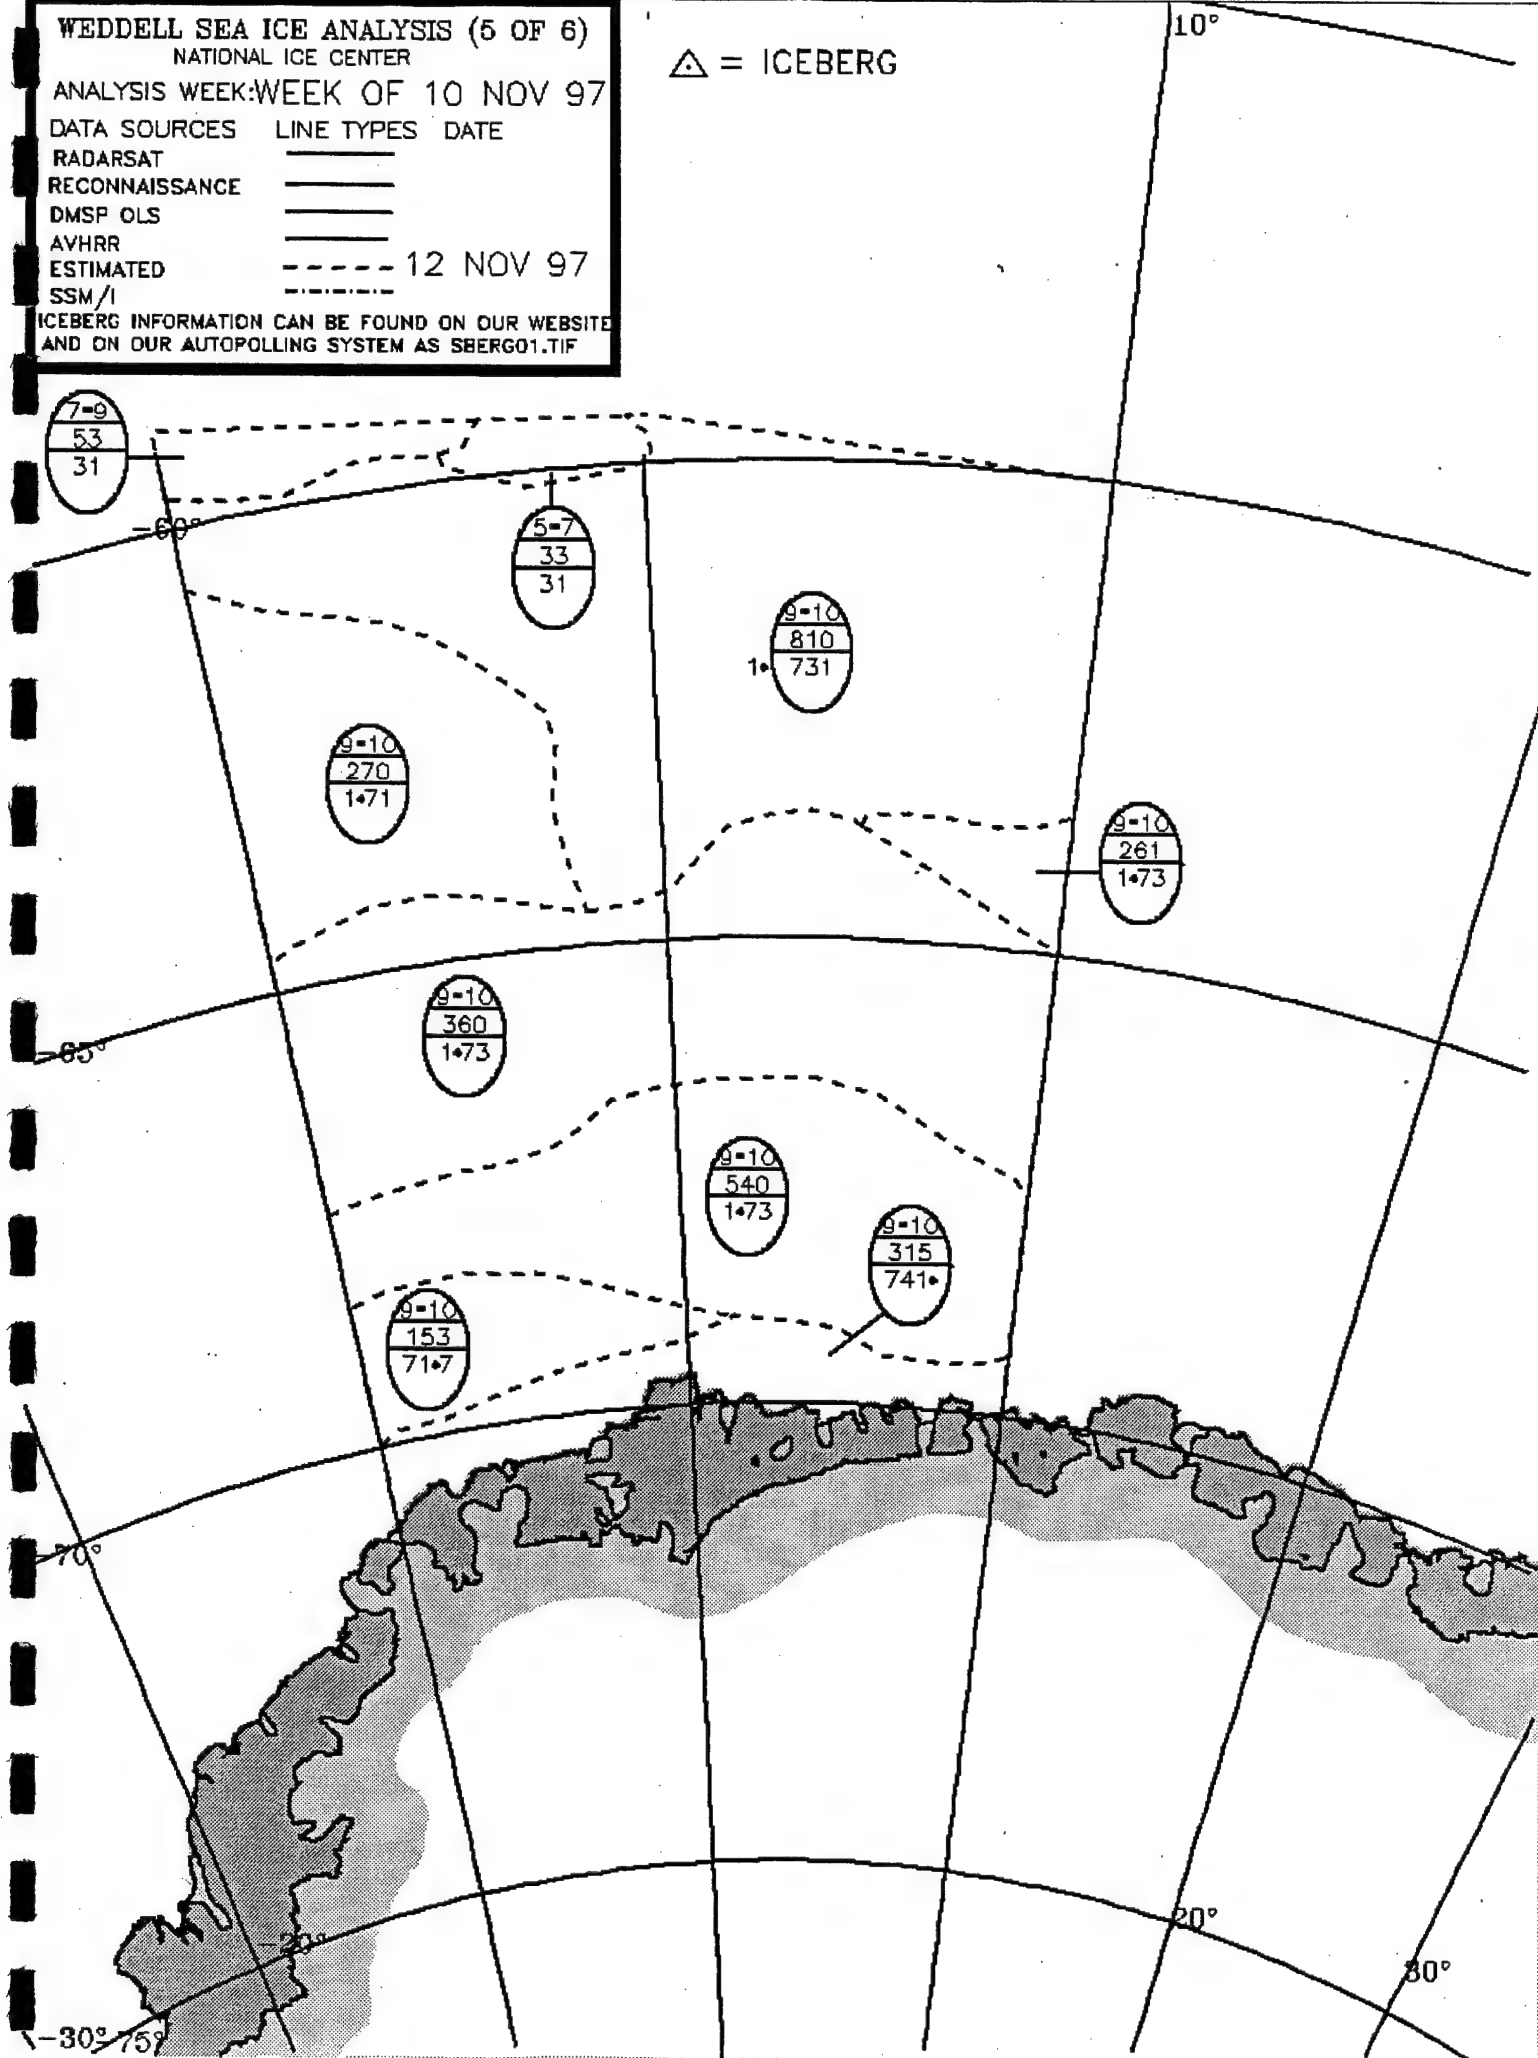 WEDDELL SEA ICE ANALYSIS (5 OF 6)
NATIONAL ICE CENTER
ANALYSIS WEEK:WEEK OF 10 NOV 97
DATA SOURCES LINE TYPES DATE
RADARSAT
RECONNAISSANCE
DMSP OLS
AVHRR
ESTIMATED 12 NOV 97
SSM/I
ICEBERG INFORMATION CAN BE FOUND ON OUR WEBSITE
AND ON OUR AUTOPOLLING SYSTEM AS SBERG01.TIF
= ICEBERG
10°
7-9
53
31
-60°
5-7
33
31
9-10
810
1• 731
9-10
270
1•71
9-10
261
1•73
9-10
360
1•73
-65°
9-10
540
1•73
9-10
315
741•
9-10
153
71•7
-70°
-20°
20°
30°
-30°
-75°